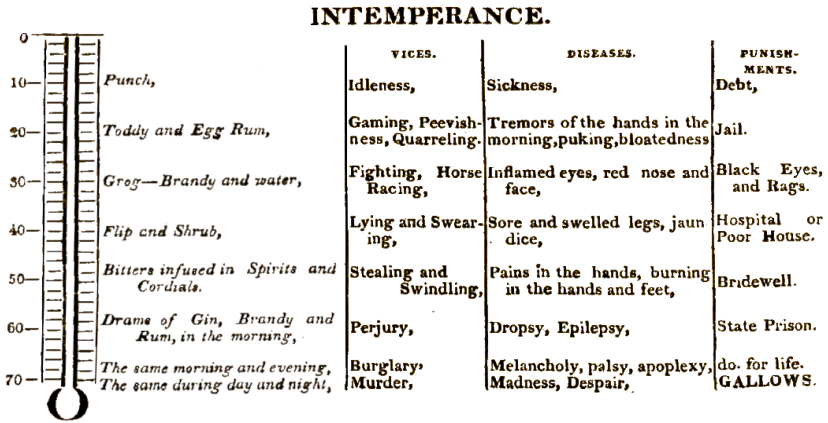 INTEMPERANCE.
VICES. DISEASES. PUNISH-
MENTS.
0
10— Punch, Idleness, Sickness, Debt,
20— Toddy and Egg Rum, Gaming, Peevish- Tremors of the hands in the Jail.
ness, Quarreling. morning,puking,bloatedness
30— Grog—Brandy and water, Fighting, Horse Inflamed eyes, red nose and Black Eyes,
Racing, face, and Rags.
40— Flip and Shrub, Lying and Swear- Sore and swelled legs, jaun Hospital or
ing, dice, Poor House.
50— Bitters infused in Spirits and Stealing and Pains in the hands, burning Bridewell.
Cordials. Swindling, in the hands and feet,
60— Drams of Gin, Brandy and Perjury, Dropsy, Epilepsy, State Prison.
Rum, in the morning,
The same morning and evening, Burglary, Melancholy, palsy, apoplexy, do. for life.
70— The same during day and night, Murder, Madness, Despair, GALLOWS.